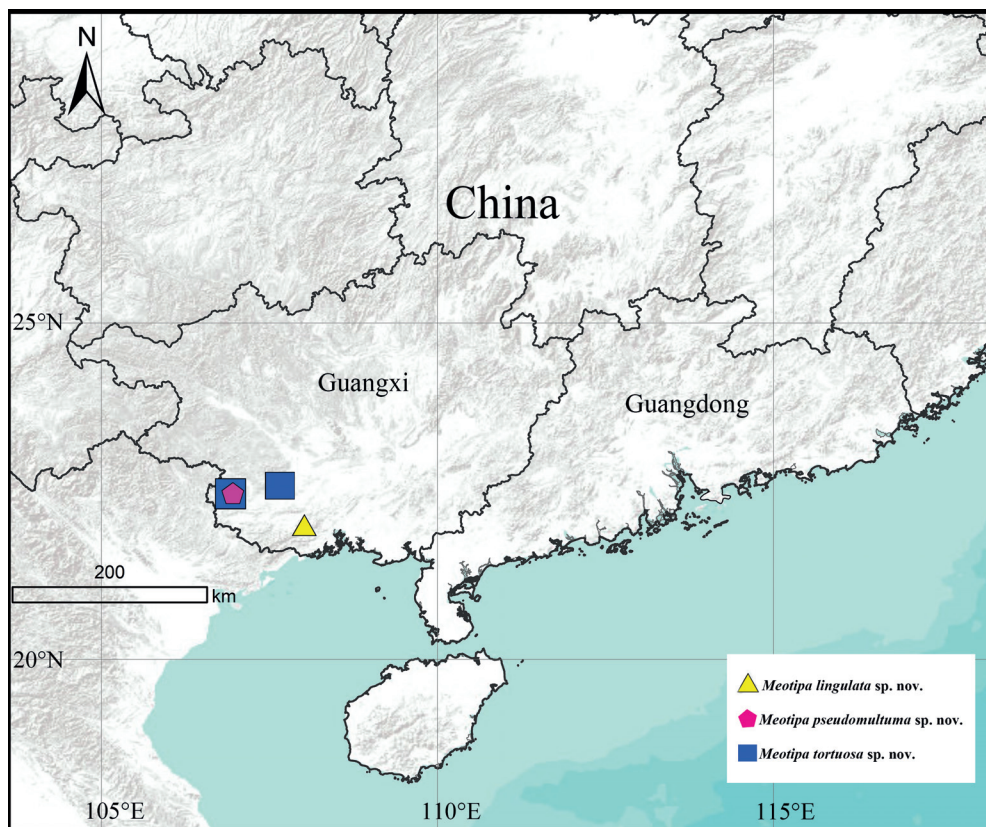 N
China
25°N
Guangxi
Guangdong
200
km
20°N
Meotipa lingulata sp. nov.
Meotipa pseudomultuma sp. nov.
Meotipa tortuosa sp. nov.
105°E
110°E
115°E